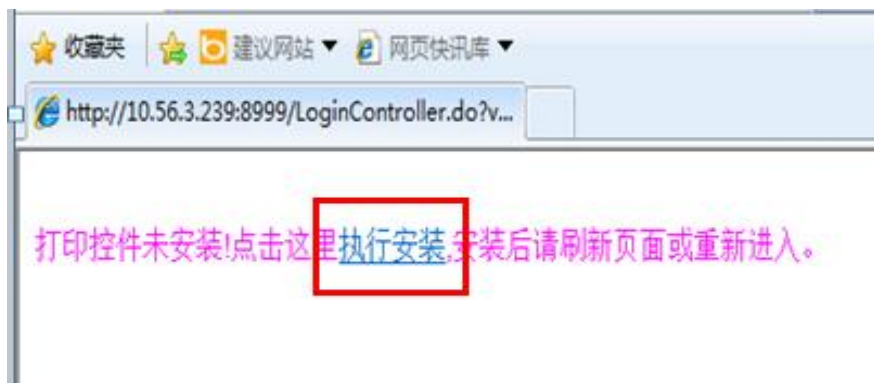 收藏夹 建议网站 网页快讯库
http://10.56.3.239:8999/LoginController.do?v...
打印控件未安装!点击这里执行安装,安装后请刷新页面或重新进入。